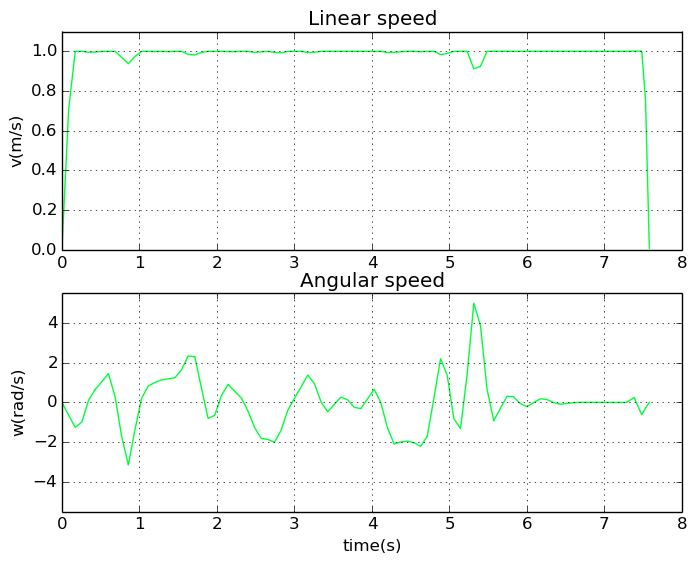 Linear speed
v(m/s)
1.0
0.8
0.6
0.4
0.2
0.0
0 1 2 3 4 5 6 7 8
Angular speed
w(rad/s)
4
2
0
−2
−4
0 1 2 3 4 5 6 7 8
time(s)